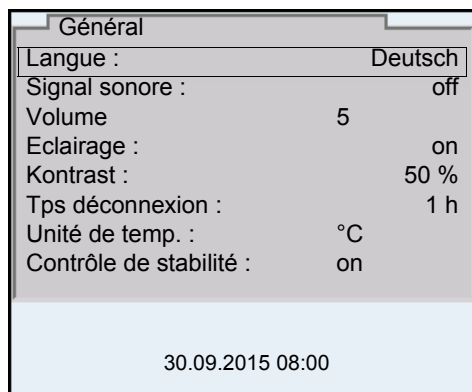 Général
Langue : Deutsch
Signal sonore : off
Volume 5
Eclairage : on
Kontrast : 50 %
Tps déconnexion : 1 h
Unité de temp. : °C
Contrôle de stabilité : on
30.09.2015 08:00